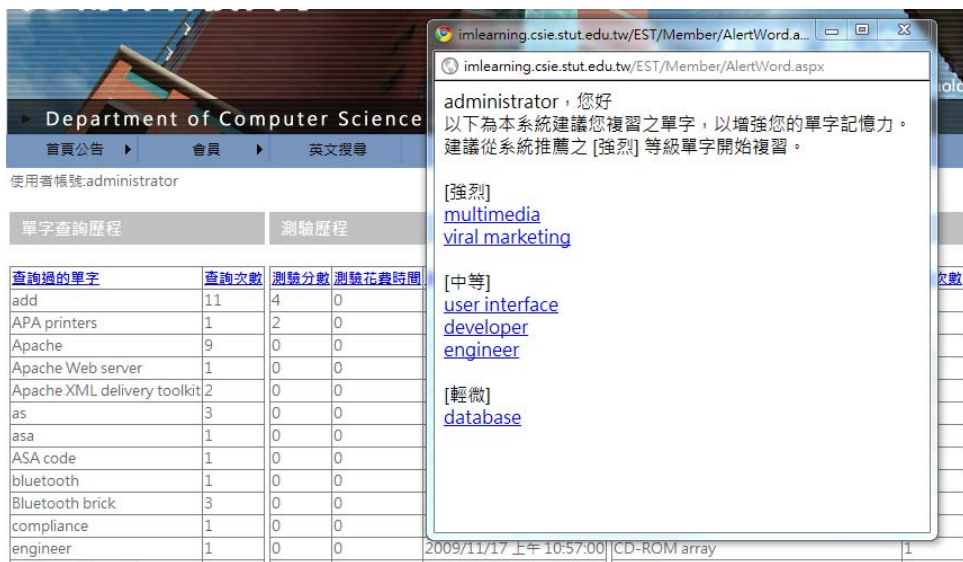 imlearning.csie.stut.edu.tw/EST/Member/AlertWord.a...
imlearning.csie.stut.edu.tw/EST/Member/AlertWord.aspx
Department of Computer Science
首頁公告 會員 英文搜尋
使用者帳號:administrator
單字查詢歷程 測驗歷程
administrator，您好
以下為本系統建議您複習之單字，以增強您的單字記憶力。
建議從系統推薦之 [強烈] 等級單字開始複習。
[強烈]
multimedia
viral marketing
[中等]
user interface
developer
engineer
[輕微]
database
查詢過的單字 查詢次數 測驗分數 測驗花費時間 次數
add 11 4 0
APA printers 1 2 0
Apache 9 0 0
Apache Web server 1 0 0
Apache XML delivery toolkit 2 0 0
as 3 0 0
asa 1 0 0
ASA code 1 0 0
bluetooth 1 0 0
Bluetooth brick 3 0 0
compliance 1 0 0
engineer 1 0 0 2009/11/17 上午 10:57:00 CD-ROM array 1